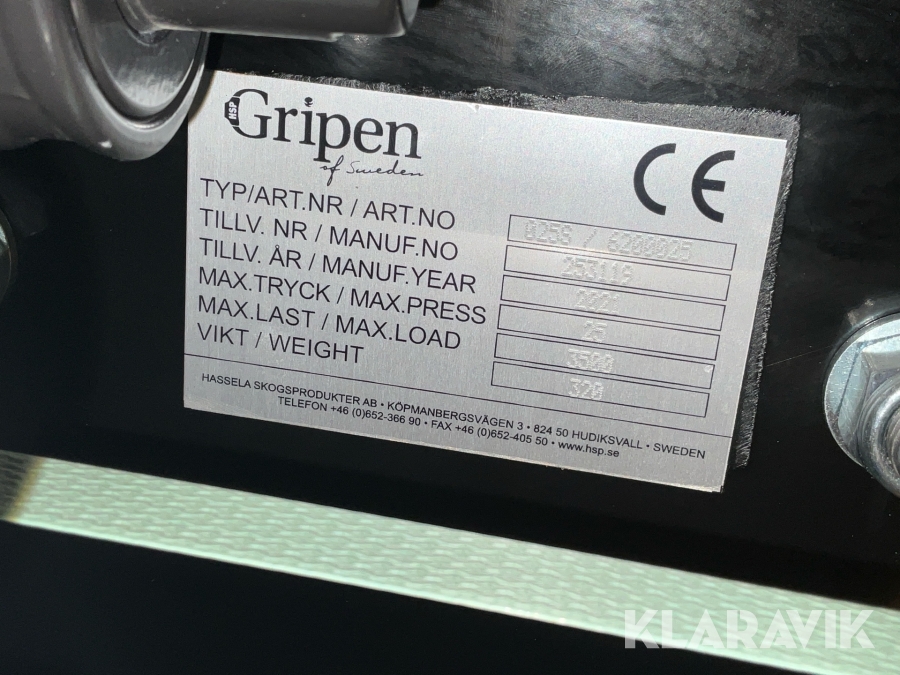 HSP
Gripen
of Sweden
CE
TYP/ART.NR / ART.NO 025S / 6200025
TILLV. NR / MANUF.NO 253119
TILLV. ÅR / MANUF.YEAR 2221
MAX.TRYCK / MAX.PRESS 25
MAX.LAST / MAX.LOAD 3500
VIKT / WEIGHT 320
HASSELA SKOGSPRODUKTER AB • KÖPMANBERGSVÄGEN 3 • 824 50 HUDIKSVALL • SWEDEN
TELEFON +46 (0)652-366 90 • FAX +46 (0)652-405 50 • www.hsp.se
KLARAVIK